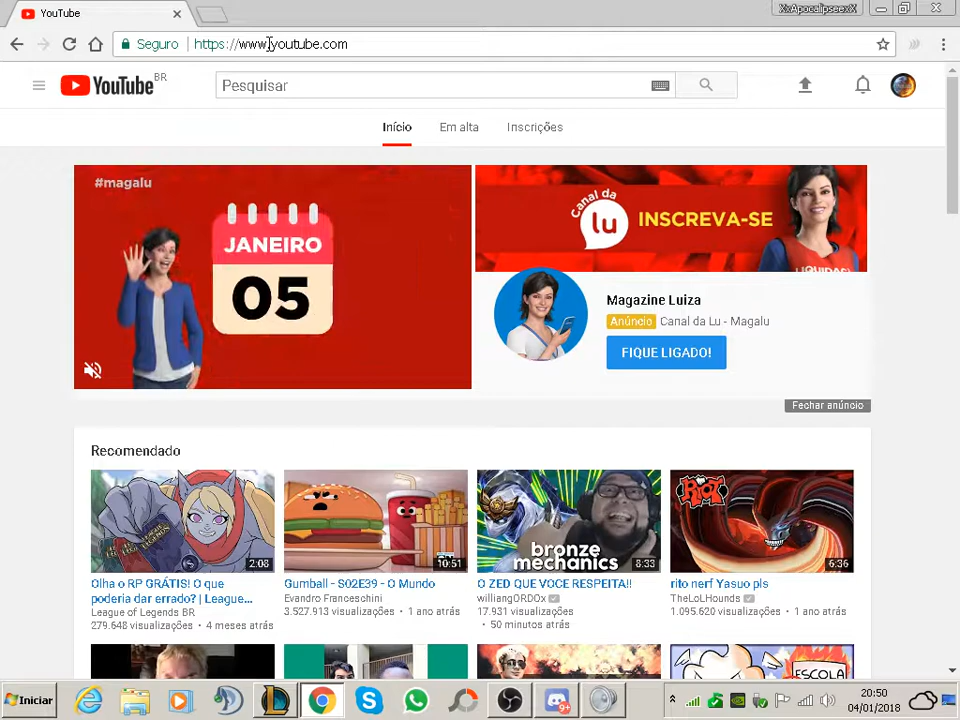 YouTube
XxApocalipseexX
Seguro
https://www.youtube.com
YouTube BR
Pesquisar
Início
Em alta
Inscrições
#magalu
JANEIRO
05
Canal da
lu
INSCREVA-SE
LIQUIDA
Magazine Luiza
Anúncio Canal da Lu - Magalu
FIQUE LIGADO!
Fechar anúncio
Recomendado
2:08
10:51
bronze
mechanics
8:33
RIOT
6:36
Olha o RP GRÁTIS! O que
poderia dar errado? | League...
League of Legends BR
279.648 visualizações • 4 meses atrás
Gumball - S02E39 - O Mundo
Evandro Franceschini
3.527.913 visualizações • 1 ano atrás
O ZED QUE VOCE RESPEITA!!
williangORDOx
17.931 visualizações
• 50 minutos atrás
rito nerf Yasuo pls
TheLoLHounds
1.095.620 visualizações • 1 ano atrás
ESCOLA
Iniciar
9+
20:50
04/01/2018